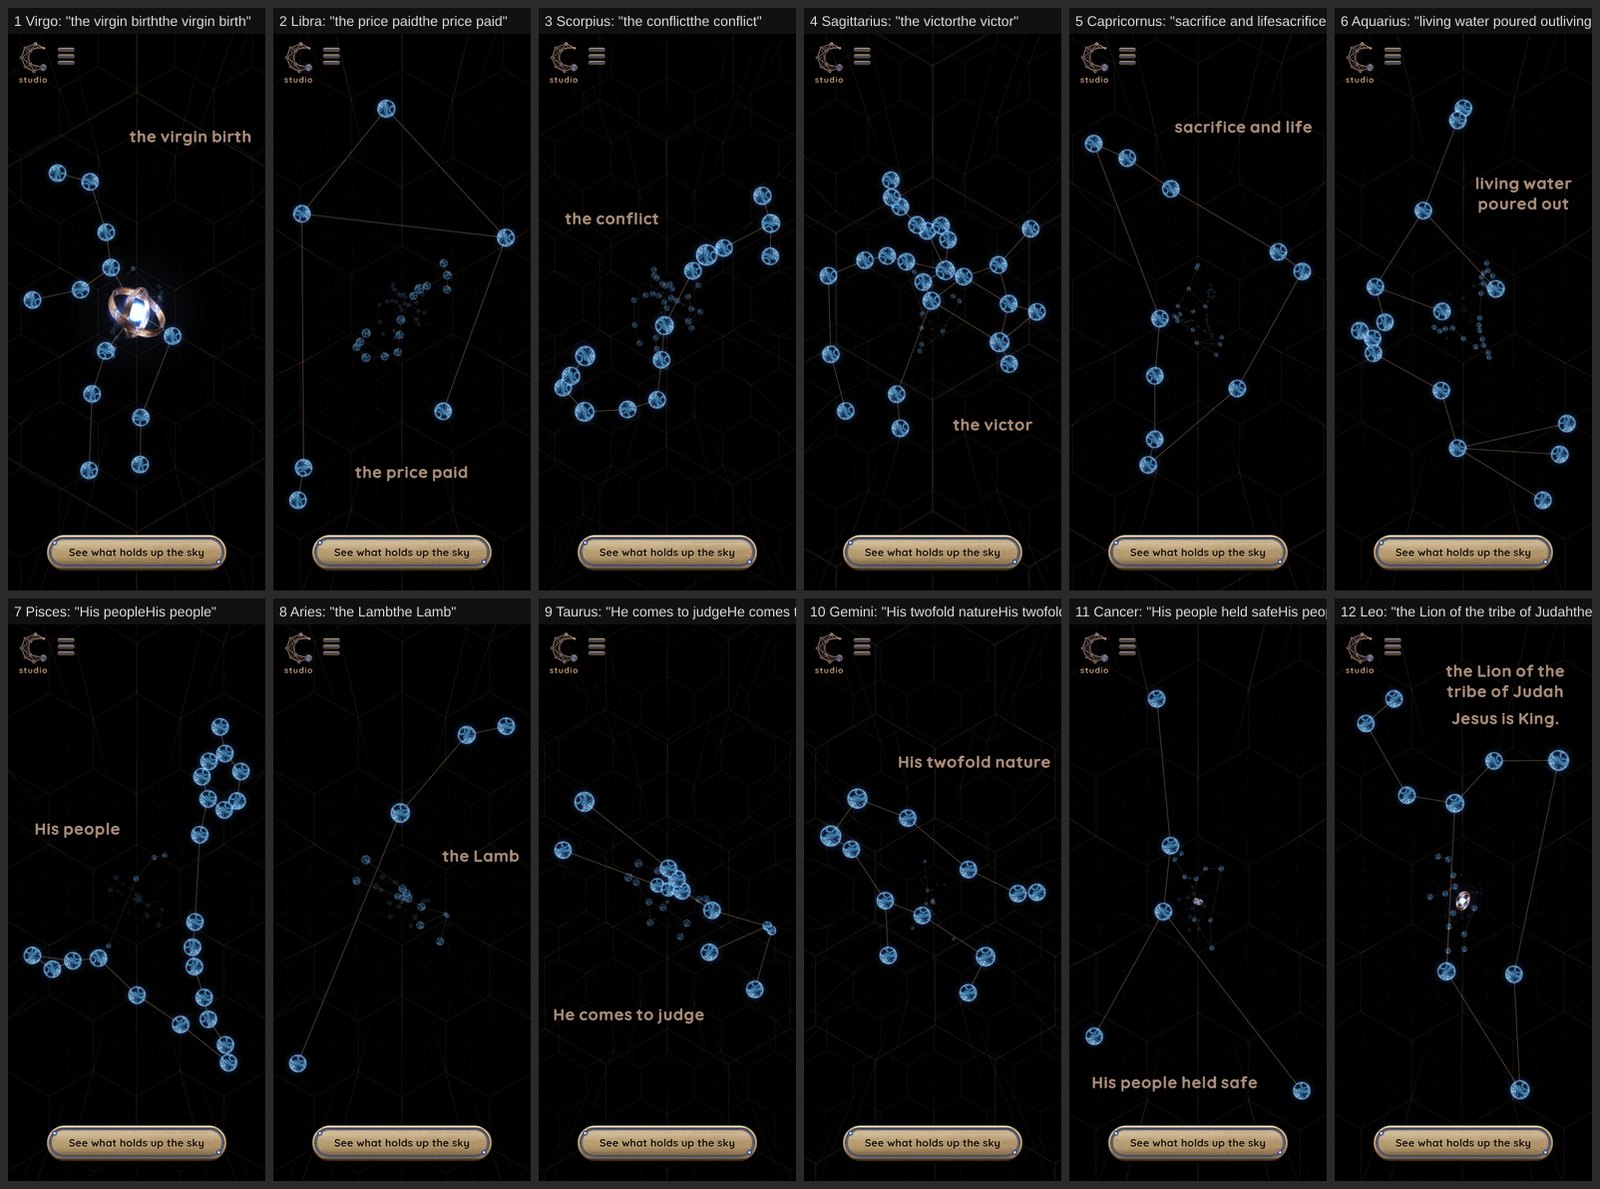 1 Virgo: "the virgin birththe virgin birth"
studio
the virgin birth
See what holds up the sky
2 Libra: "the price paidthe price paid"
studio
the price paid
See what holds up the sky
3 Scorpius: "the conflictthe conflict"
studio
the conflict
See what holds up the sky
4 Sagittarius: "the victorthe victor"
studio
the victor
See what holds up the sky
5 Capricornus: "sacrifice and lifesacrifice
studio
sacrifice and life
See what holds up the sky
6 Aquarius: "living water poured outliving
studio
living water
poured out
See what holds up the sky
7 Pisces: "His peopleHis people"
studio
His people
See what holds up the sky
8 Aries: "the Lambthe Lamb"
studio
the Lamb
See what holds up the sky
9 Taurus: "He comes to judgeHe comes t
studio
He comes to judge
See what holds up the sky
10 Gemini: "His twofold natureHis twofold
studio
His twofold nature
See what holds up the sky
11 Cancer: "His people held safeHis peop
studio
His people held safe
See what holds up the sky
12 Leo: "the Lion of the tribe of Judahthe
studio
the Lion of the
tribe of Judah
Jesus is King.
See what holds up the sky